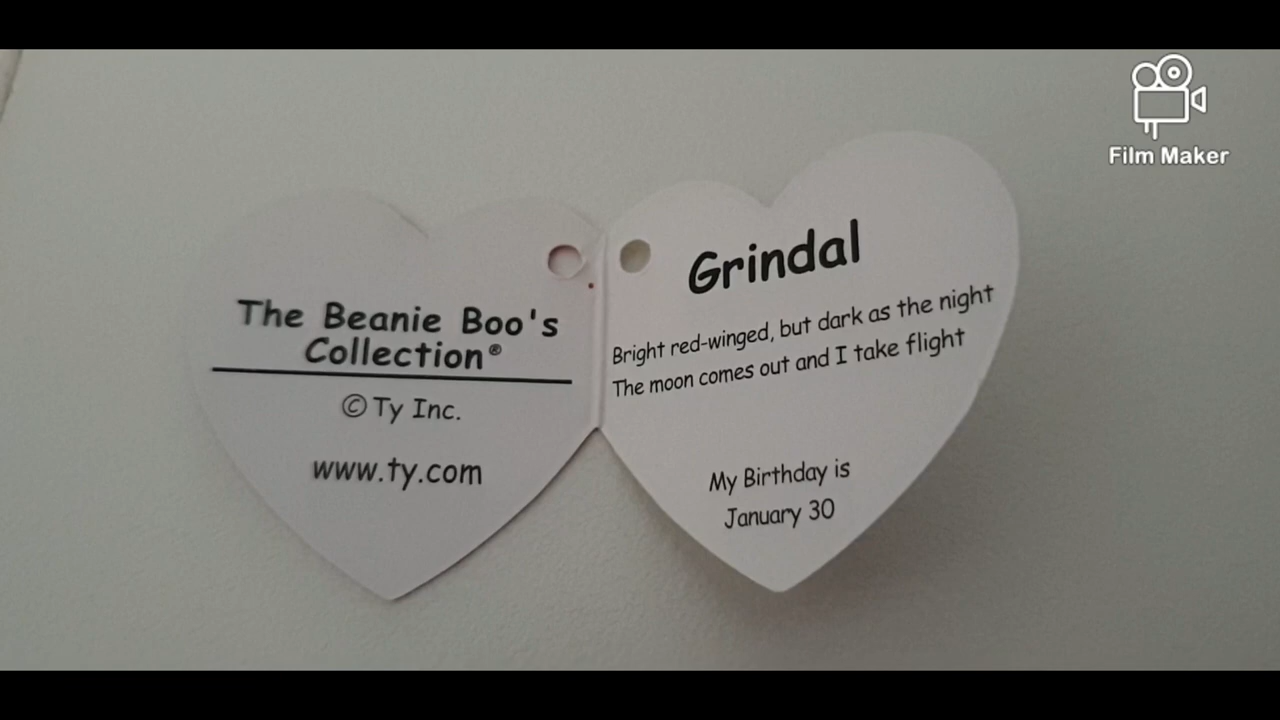 Film Maker
The Beanie Boo's
Collection®
© Ty Inc.
www.ty.com
Grindal
Bright red-winged, but dark as the night
The moon comes out and I take flight
My Birthday is
January 30